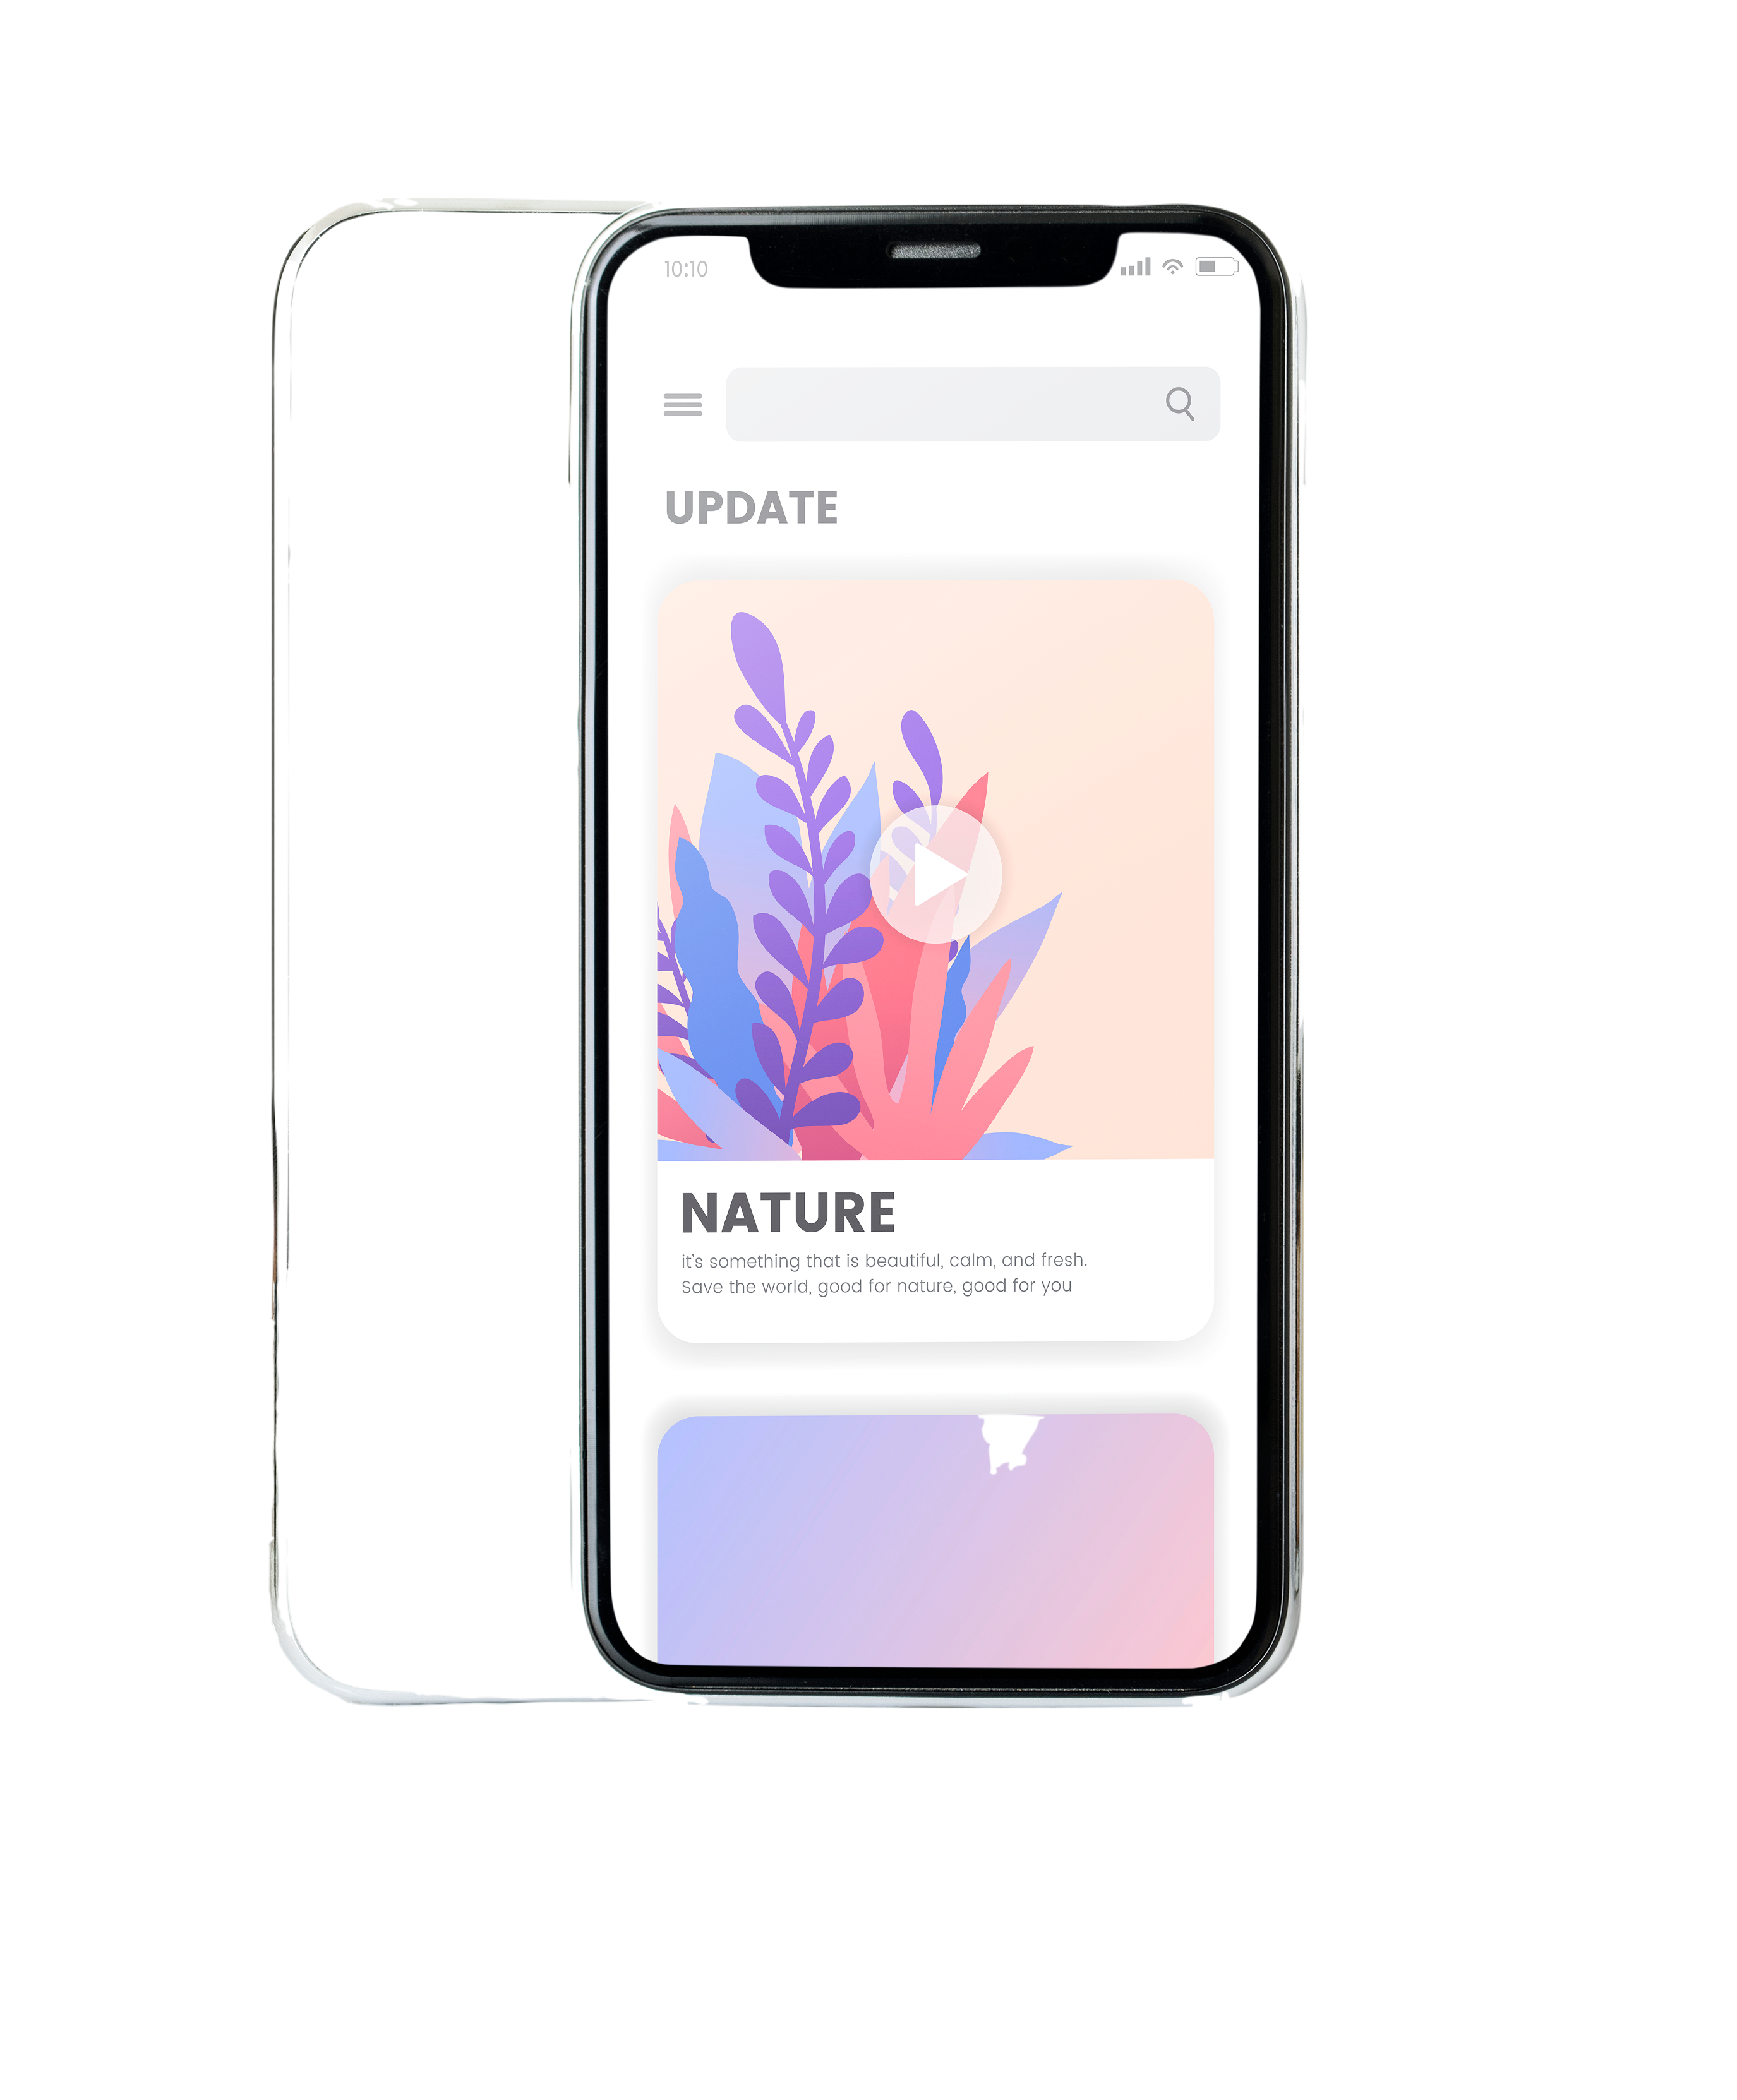 10:10
UPDATE
NATURE
it's something that is beautiful, calm, and fresh.
Save the world, good for nature, good for you